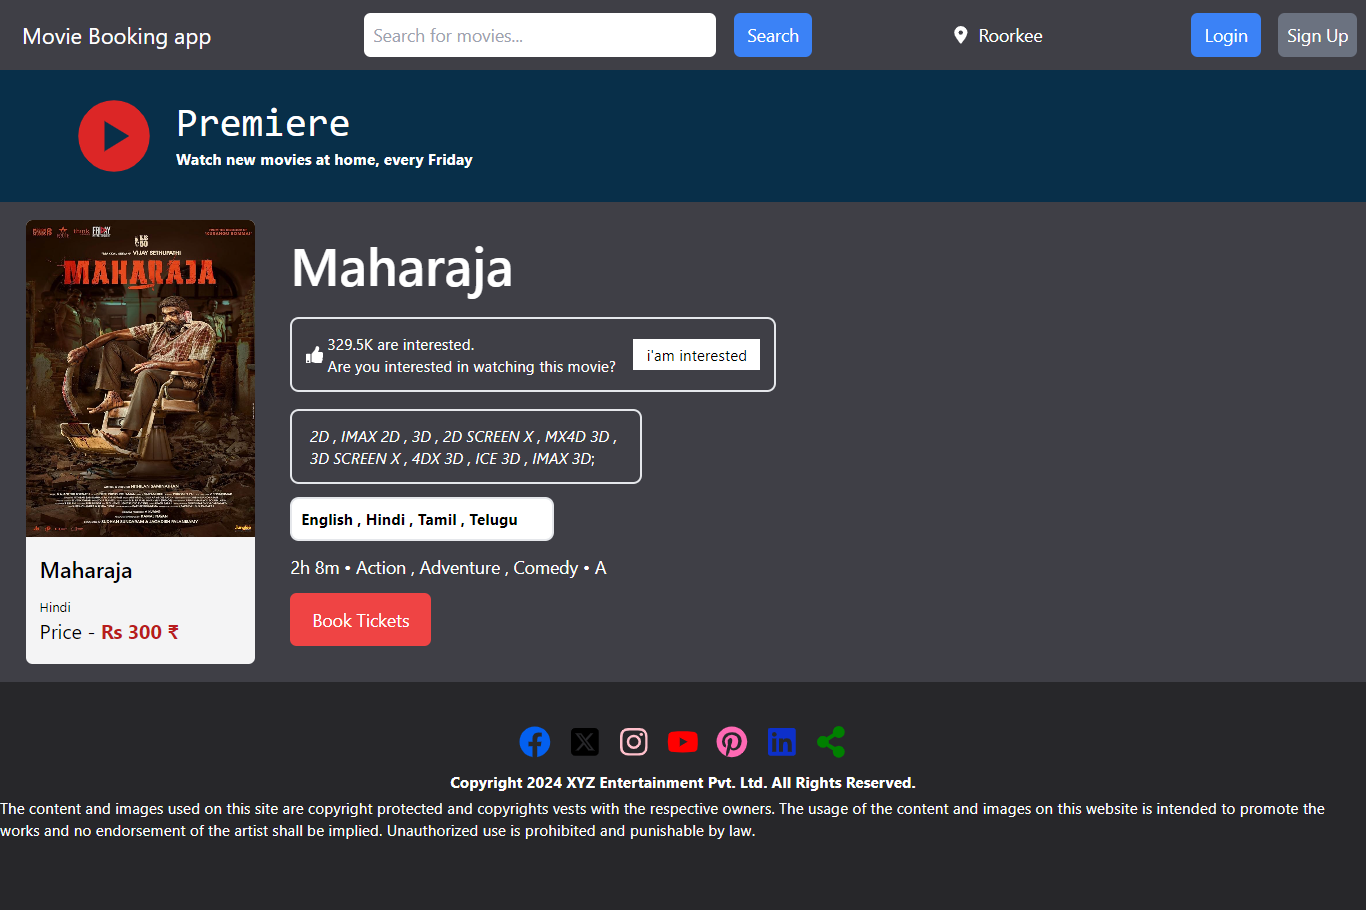 Movie Booking app
Search for movies...
Search
Roorkee
Login
Sign Up
Premiere
Watch new movies at home, every Friday
VIJAY SETHUPATHI
MAHARAJA
NITHILAN SAMINATHAN
SUDHAN SUNDARAM & JAGADISH PALANISAMY
Maharaja
Hindi
Price - Rs 300 ₹
Maharaja
329.5K are interested.
Are you interested in watching this movie?
i'am interested
2D , IMAX 2D , 3D , 2D SCREEN X , MX4D 3D ,
3D SCREEN X , 4DX 3D , ICE 3D , IMAX 3D;
English , Hindi , Tamil , Telugu
2h 8m • Action , Adventure , Comedy • A
Book Tickets
Copyright 2024 XYZ Entertainment Pvt. Ltd. All Rights Reserved.
The content and images used on this site are copyright protected and copyrights vests with the respective owners. The usage of the content and images on this website is intended to promote the
works and no endorsement of the artist shall be implied. Unauthorized use is prohibited and punishable by law.